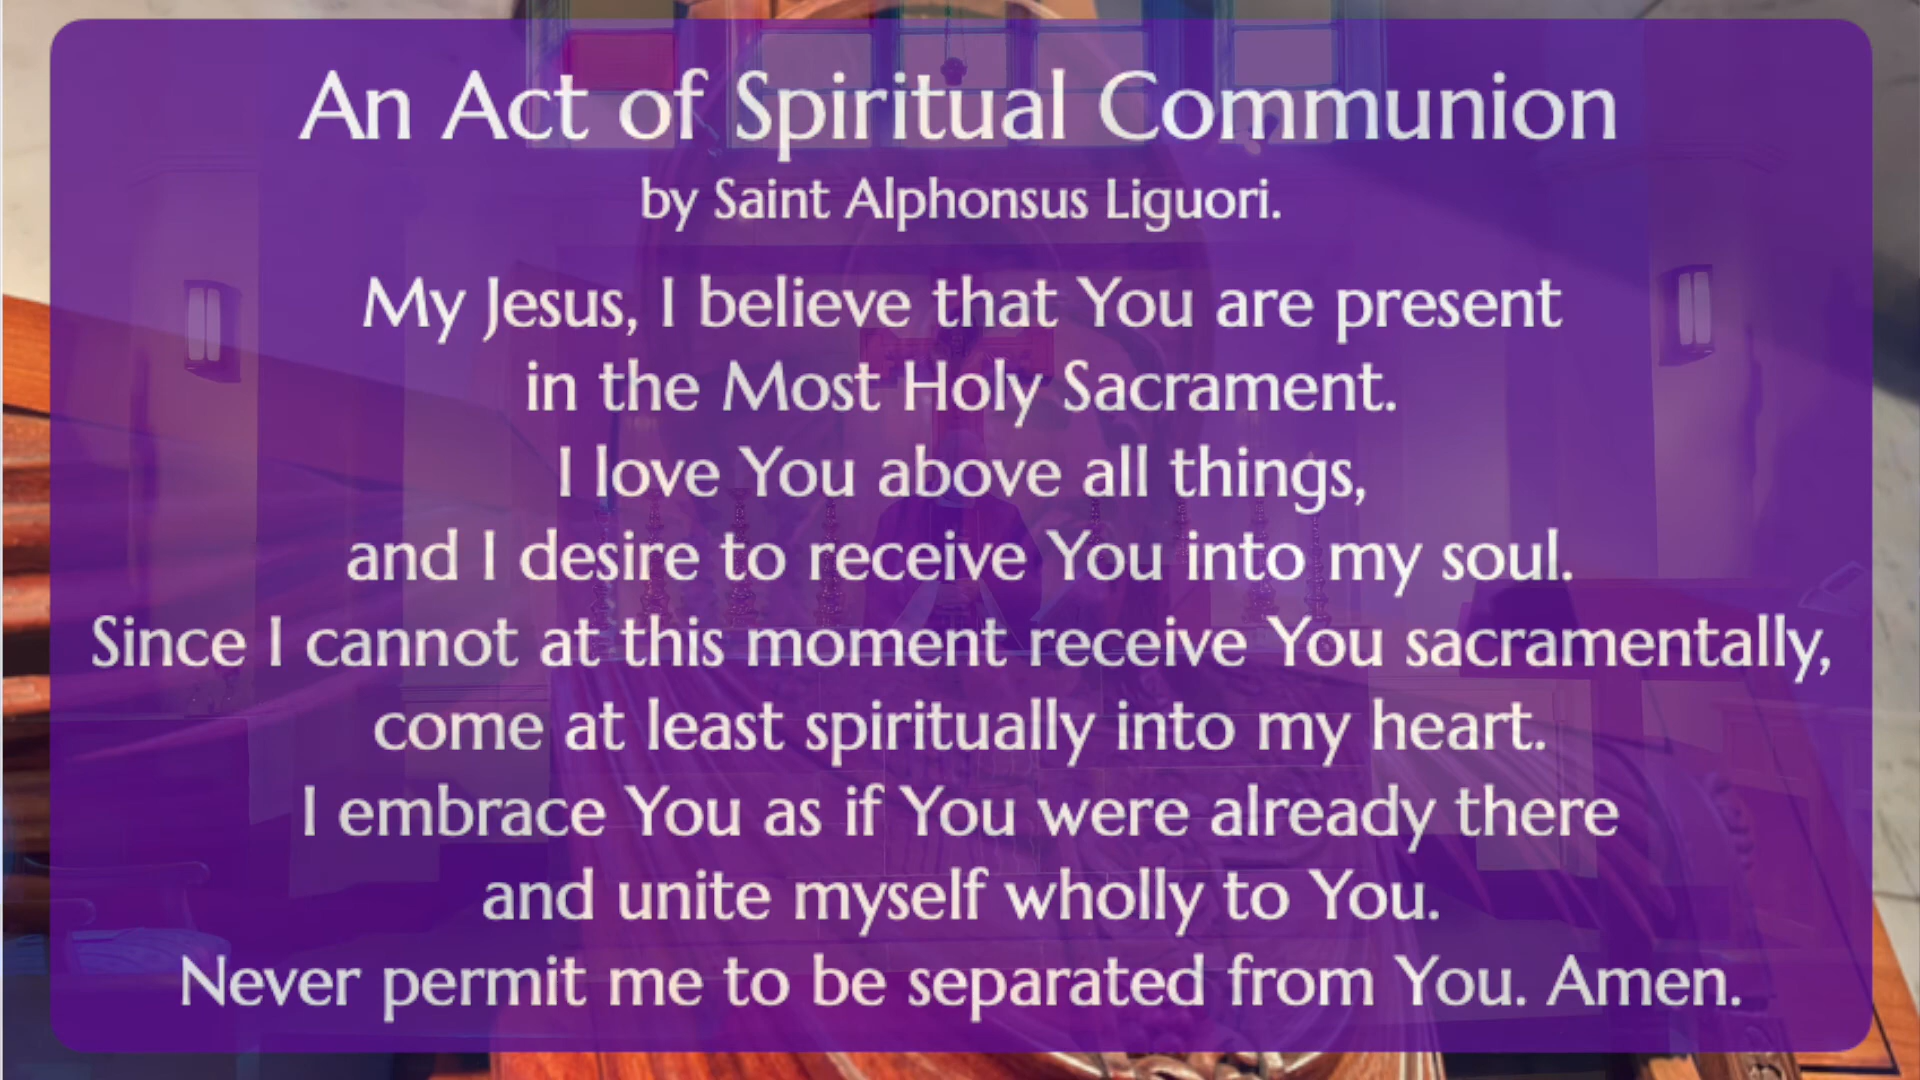 An Act of Spiritual Communion
by Saint Alphonsus Liguori.
My Jesus, I believe that You are present
in the Most Holy Sacrament.
I love You above all things,
and I desire to receive You into my soul.
Since I cannot at this moment receive You sacramentally,
come at least spiritually into my heart.
I embrace You as if You were already there
and unite myself wholly to You.
Never permit me to be separated from You. Amen.